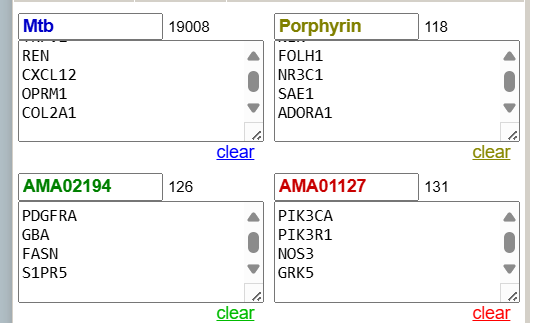 Mtb 19008 Porphyrin 118
REN
CXCL12
OPRM1
COL2A1
FOLH1
NR3C1
SAE1
ADORA1
clear clear
AMA02194 126 AMA01127 131
PDGFRA
GBA
FASN
S1PR5
PIK3CA
PIK3R1
NOS3
GRK5
clear clear